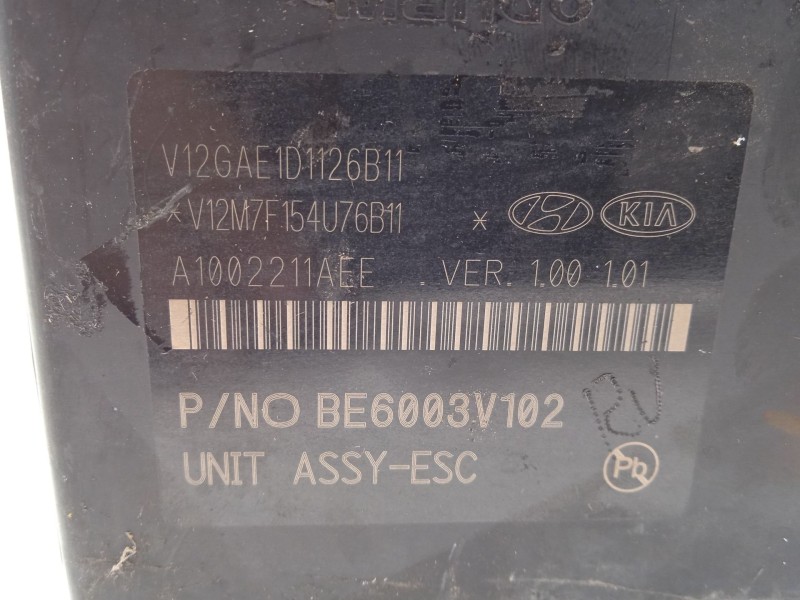 V12GAE1D1126B11
*V12M7F154U76B11 * KIA
A1002211AEE . VER. 1.00 1.01
P/NO BE6003V102
UNIT ASSY-ESC Pb